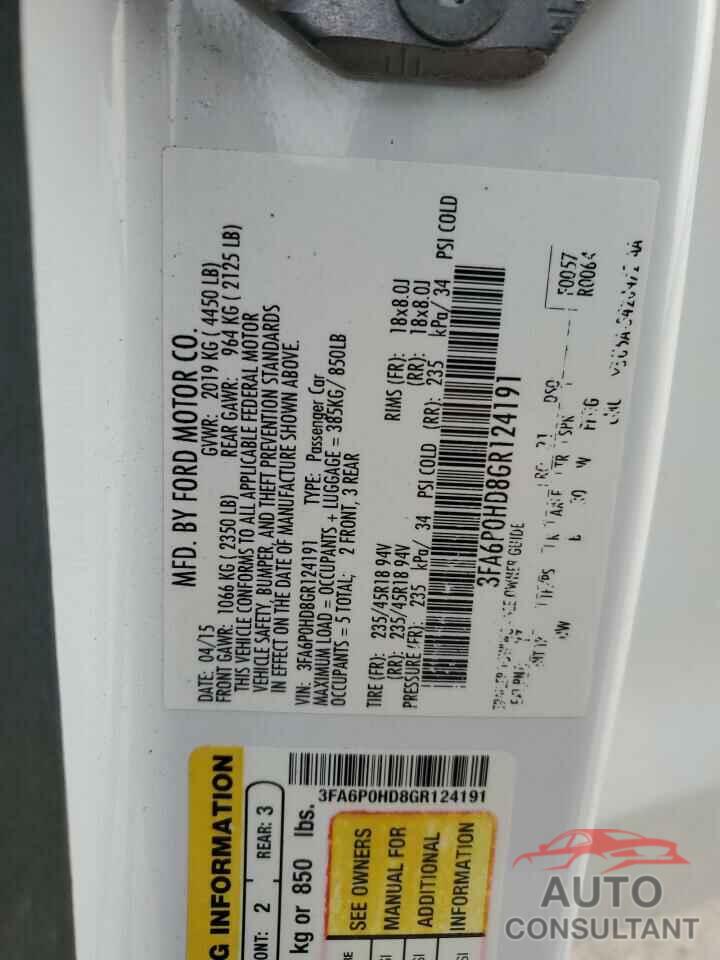 MFD. BY FORD MOTOR CO.
DATE: 04/15 GVWR: 2019 KG ( 4450 LB)
FRONT GAWR: 1066 KG ( 2350 LB) REAR GAWR: 964 KG ( 2125 LB)
THIS VEHICLE CONFORMS TO ALL APPLICABLE FEDERAL MOTOR
VEHICLE SAFETY, BUMPER, AND THEFT PREVENTION STANDARDS
IN EFFECT ON THE DATE OF MANUFACTURE SHOWN ABOVE.
VIN: 3FA6P0HD8GR124191 TYPE: Passenger Car
MAXIMUM LOAD = OCCUPANTS + LUGGAGE = 385KG/ 850LB
OCCUPANTS = 5 TOTAL; 2 FRONT, 3 REAR
TIRE (FR): 235/45R18 94V RIMS (FR): 18x8.0J
(RR): 235/45R18 94V (RR): 18x8.0J
PRESSURE (FR): 235 kPa/ 34 PSI COLD (RR): 235 kPa/ 34 PSI COLD
3FA6P0HD8GR124191
OWNER GUIDE
F0057
R0064
3FA6P0HD8GR124191
G INFORMATION
ONT: 2 REAR: 3
kg or 850 lbs.
SEE OWNERS
MANUAL FOR
ADDITIONAL
INFORMATION
AUTO
CONSULTANT